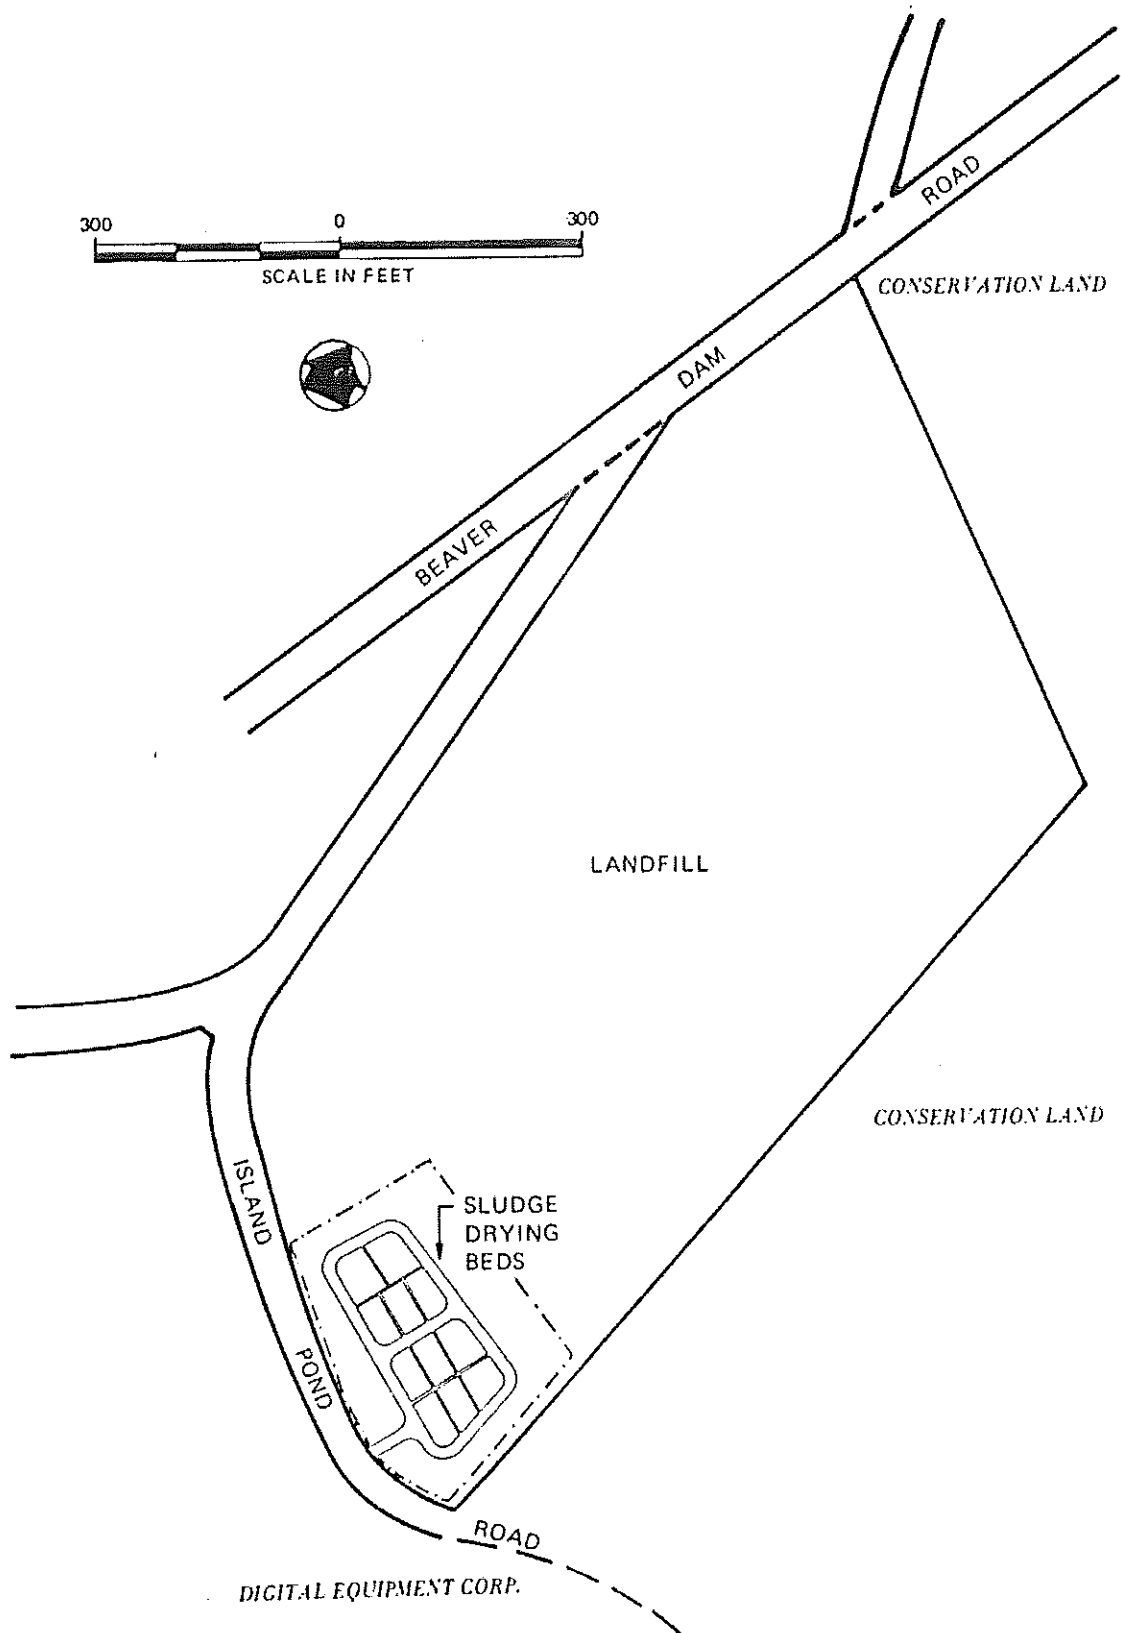 300 0 300
SCALE IN FEET
ROAD
CONSERVATION LAND
DAM
BEAVER
LANDFILL
CONSERVATION LAND
ISLAND
SLUDGE
DRYING
BEDS
POND
ROAD
DIGITAL EQUIPMENT CORP.